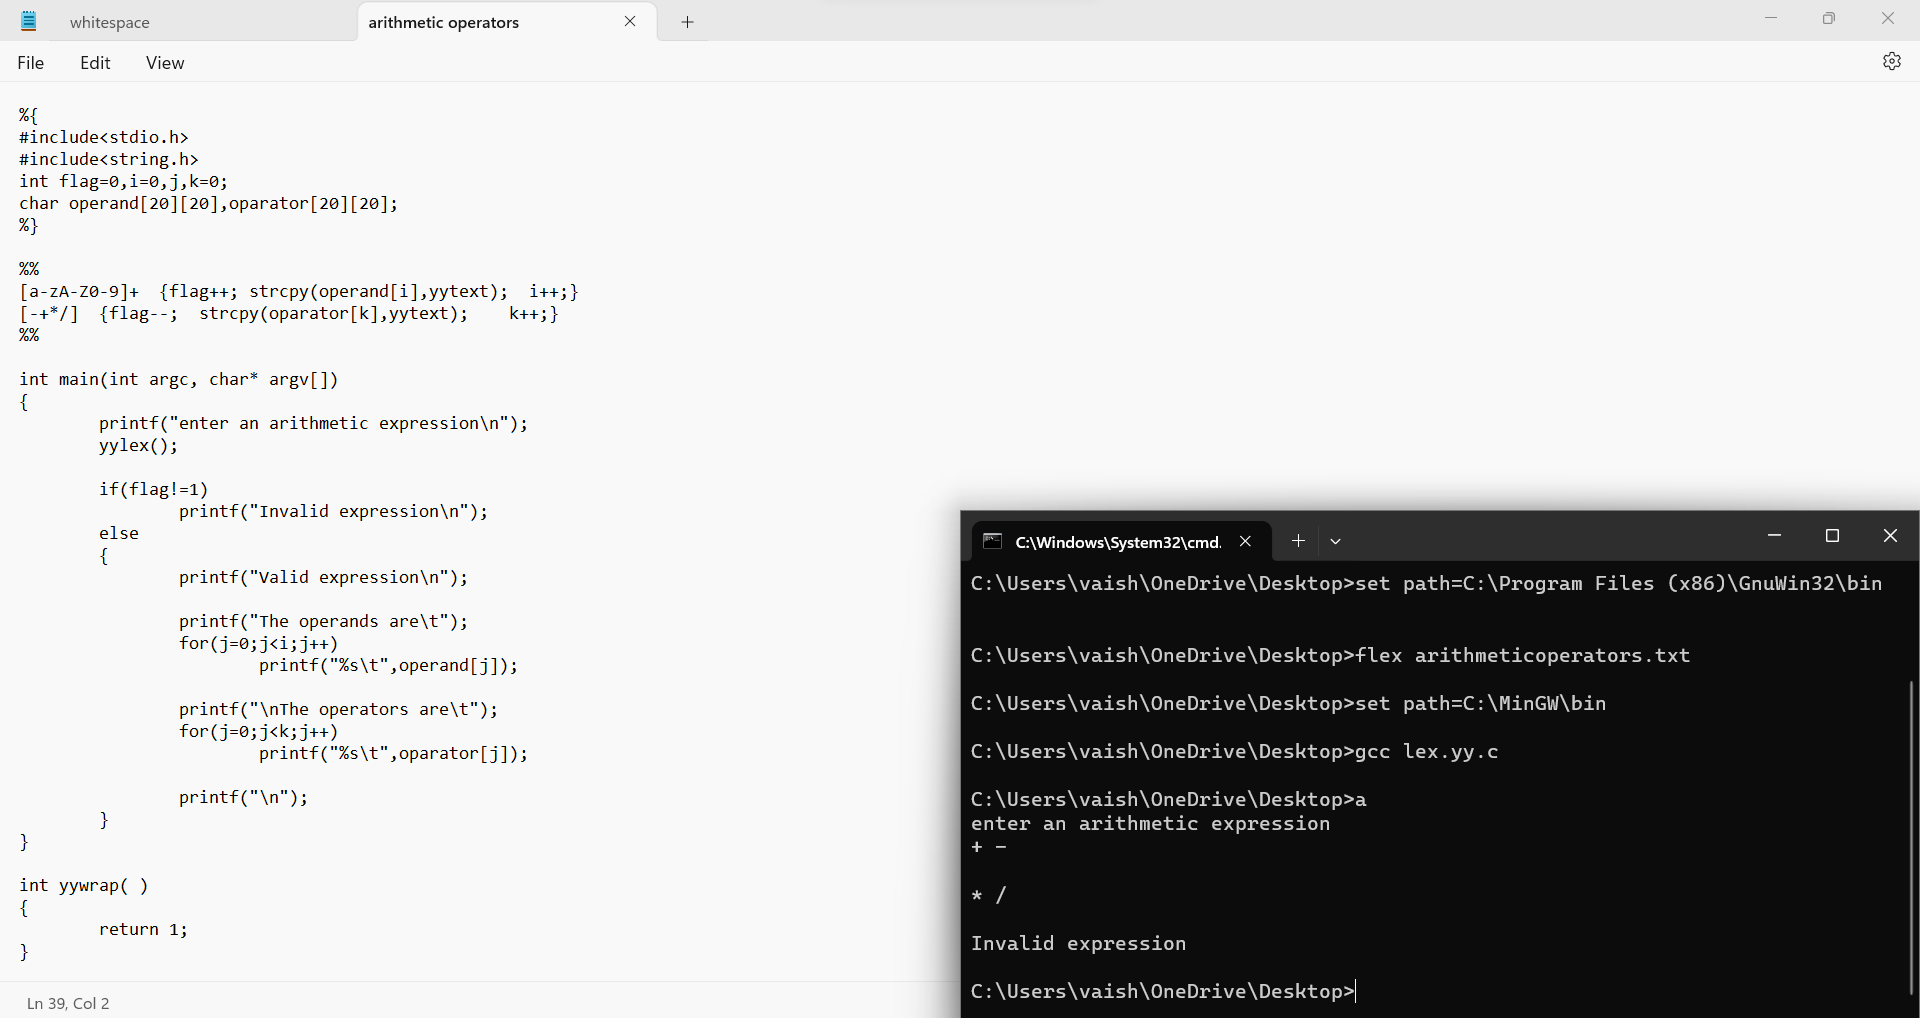 whitespace
arithmetic operators
File Edit View
%{
#include<stdio.h>
#include<string.h>
int flag=0,i=0,j,k=0;
char operand[20][20],oparator[20][20];
%}
%%
[a-zA-Z0-9]+  {flag++; strcpy(operand[i],yytext);  i++;}
[-+*/]  {flag--;  strcpy(oparator[k],yytext);    k++;}
%%
int main(int argc, char* argv[])
{
        printf("enter an arithmetic expression\n");
        yylex();
        if(flag!=1)
                printf("Invalid expression\n");
        else
        {
                printf("Valid expression\n");
                printf("The operands are\t");
                for(j=0;j<i;j++)
                        printf("%s\t",operand[j]);
                printf("\nThe operators are\t");
                for(j=0;j<k;j++)
                        printf("%s\t",oparator[j]);
                printf("\n");
        }
}
int yywrap( )
{
        return 1;
}
Ln 39, Col 2
C:\Windows\System32\cmd.
C:\Users\vaish\OneDrive\Desktop>set path=C:\Program Files (x86)\GnuWin32\bin
C:\Users\vaish\OneDrive\Desktop>flex arithmeticoperators.txt
C:\Users\vaish\OneDrive\Desktop>set path=C:\MinGW\bin
C:\Users\vaish\OneDrive\Desktop>gcc lex.yy.c
C:\Users\vaish\OneDrive\Desktop>a
enter an arithmetic expression
+ -
* /
Invalid expression
C:\Users\vaish\OneDrive\Desktop>